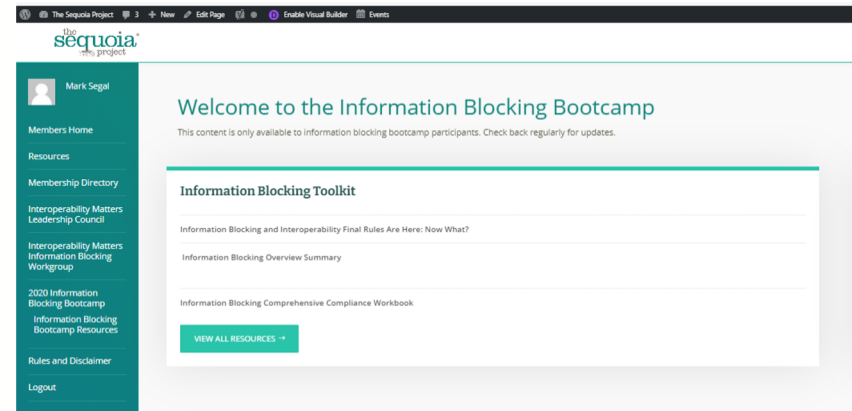 The Sequoia Project 3 + New Edit Page Enable Visual Builder Events
the
sequoia
project
Mark Segal
Members Home
Resources
Membership Directory
Interoperability Matters
Leadership Council
Interoperability Matters
Information Blocking
Workgroup
2020 Information
Blocking Bootcamp
Information Blocking
Bootcamp Resources
Rules and Disclaimer
Logout
Welcome to the Information Blocking Bootcamp
This content is only available to information blocking bootcamp participants. Check back regularly for updates.
Information Blocking Toolkit
Information Blocking and Interoperability Final Rules Are Here: Now What?
Information Blocking Overview Summary
Information Blocking Comprehensive Compliance Workbook
VIEW ALL RESOURCES →